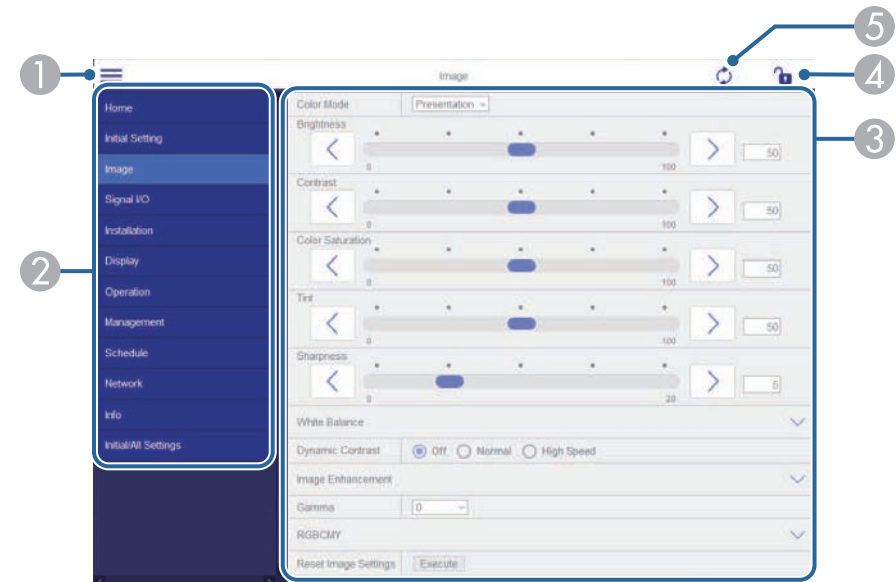 5
1
Image
4
Home
Color Mode
Presentation
Brightness
3
Initial Setting
0
100
50
Image
Contrast
Signal I/O
0
100
50
Installation
Color Saturation
Display
0
100
50
2
Operation
Tint
Management
0
100
50
Schedule
Sharpness
Network
0
20
5
Info
White Balance
Initial/All Settings
Dynamic Contrast
Off
Normal
High Speed
Image Enhancement
Gamma
0
RGBCMY
Reset Image Settings
Execute